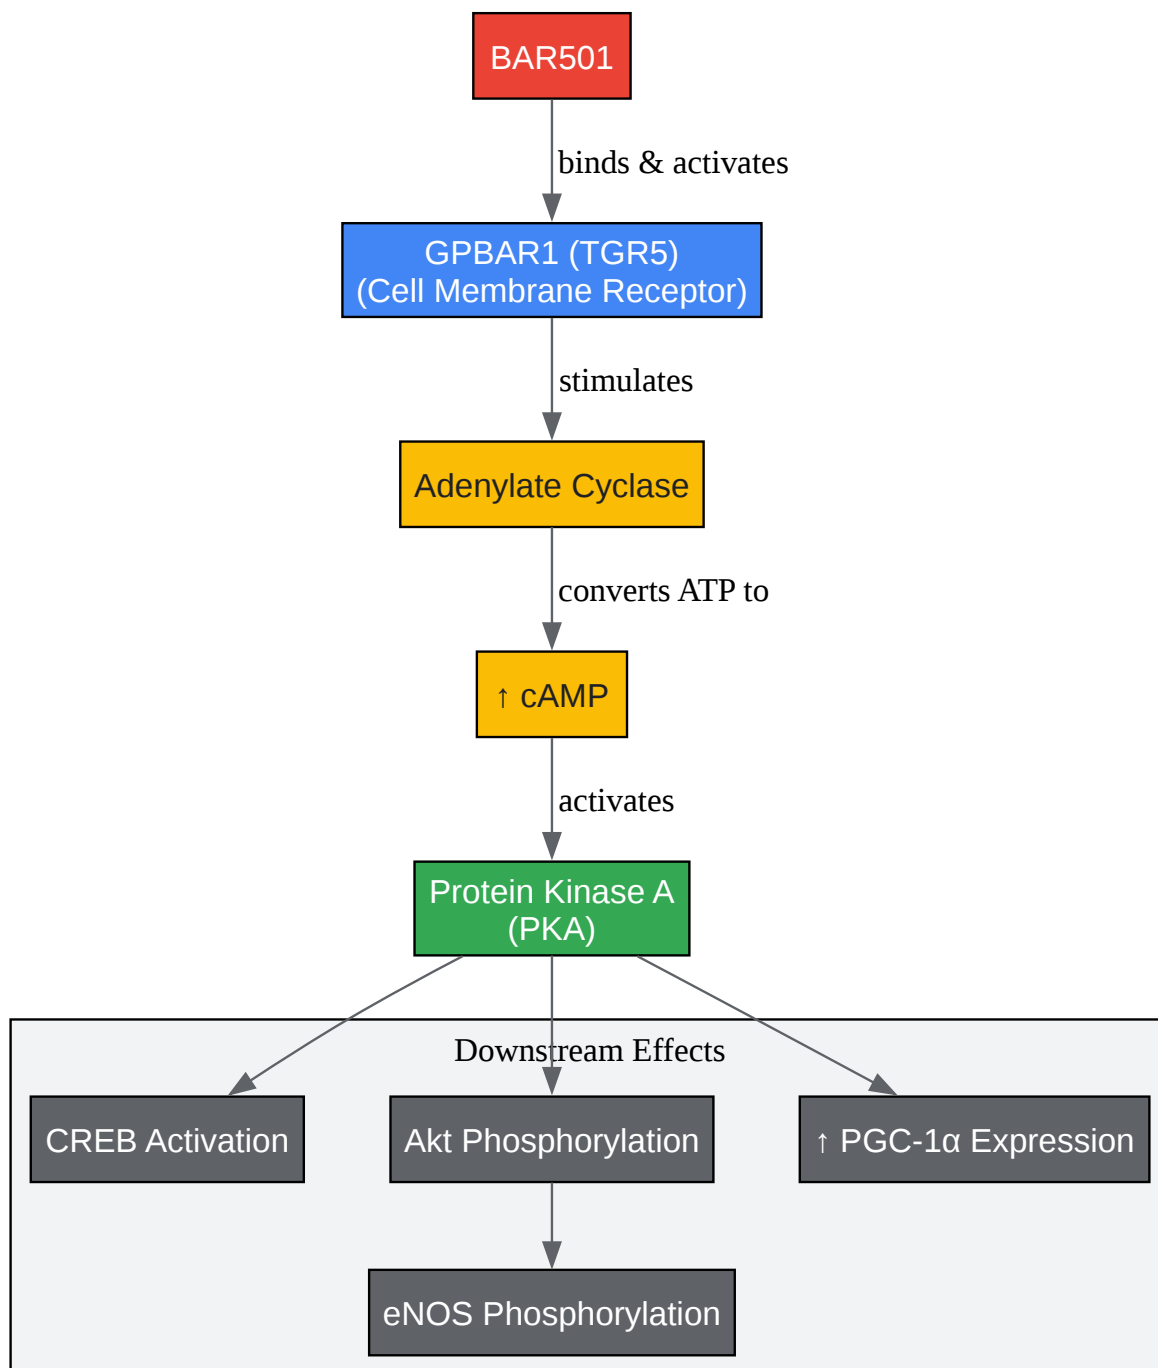 BAR501
binds & activates
GPBAR1 (TGR5)
(Cell Membrane Receptor)
stimulates
Adenylate Cyclase
converts ATP to
↑ cAMP
activates
Protein Kinase A
(PKA)
Downstream Effects
CREB Activation
Akt Phosphorylation
↑ PGC-1α Expression
eNOS Phosphorylation